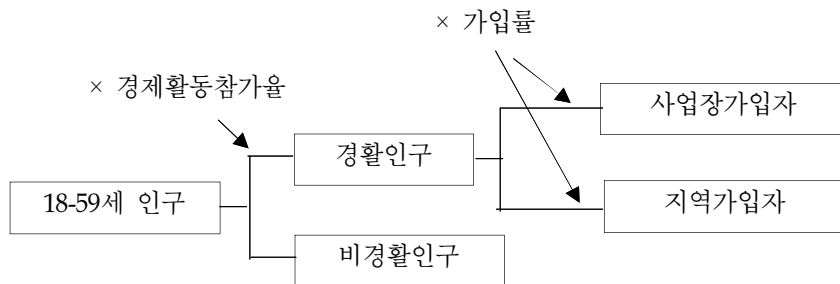 × 가입률
× 경제활동참가율
사업장가입자
경활인구
18-59세 인구
지역가입자
비경활인구